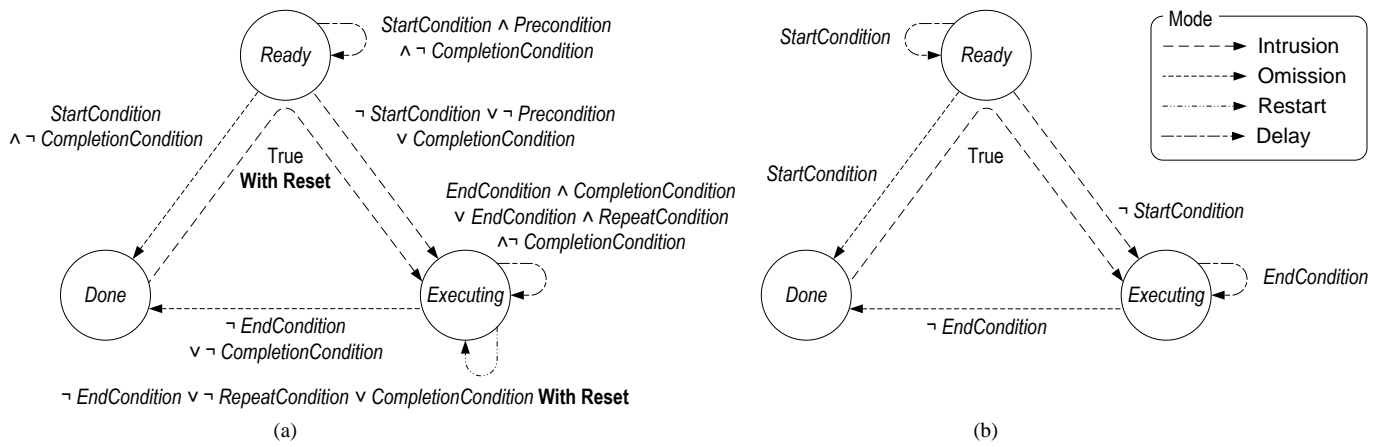 StartCondition ∧ Precondition
∧ ¬ CompletionCondition
Ready
StartCondition
∧ ¬ CompletionCondition
¬ StartCondition ∨ ¬ Precondition
∨ CompletionCondition
True
With Reset
EndCondition ∧ CompletionCondition
∨ EndCondition ∧ RepeatCondition
∧¬ CompletionCondition
Done
Executing
¬ EndCondition
∨ ¬ CompletionCondition
¬ EndCondition ∨ ¬ RepeatCondition ∨ CompletionCondition With Reset
(a)
StartCondition
Ready
StartCondition
True
¬ StartCondition
Done
Executing
EndCondition
¬ EndCondition
(b)
Mode
Intrusion
Omission
Restart
Delay